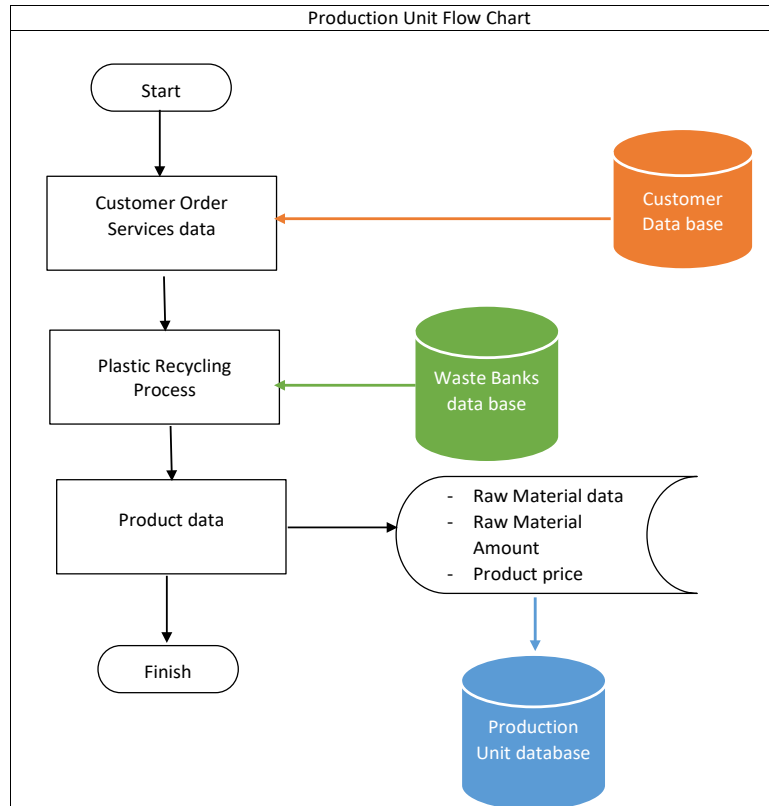 Production Unit Flow Chart
Start
Customer Order
Services data
Customer
Data base
Plastic Recycling
Process
Waste Banks
data base
Product data
- Raw Material data
- Raw Material
Amount
- Product price
Finish
Production
Unit database